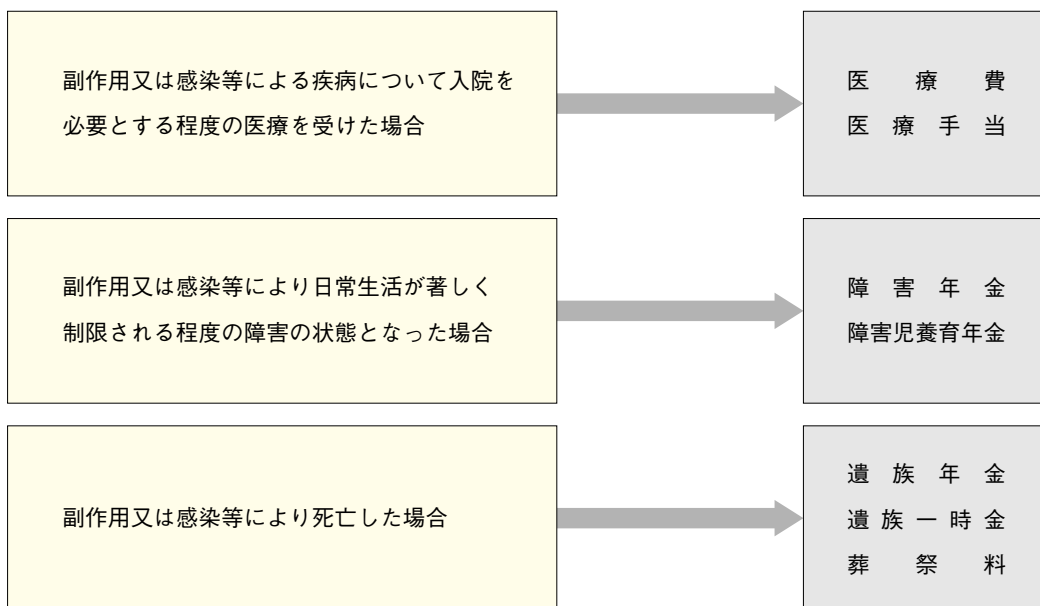 副作用又は感染等による疾病について入院を
必要とする程度の医療を受けた場合
医療費
医療手当
副作用又は感染等により日常生活が著しく
制限される程度の障害の状態となった場合
障害年金
障害児養育年金
副作用又は感染等により死亡した場合
遺族年金
遺族一時金
葬祭料